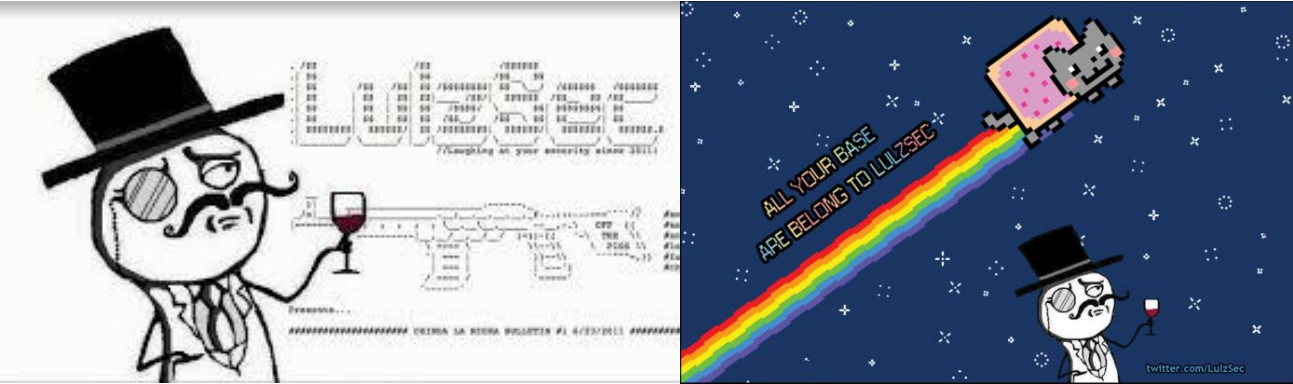 LulzSec
//Laughing at your security since 2011!
OFF
THE
PIGS
Presents...
#################### CHINGA LA MIGRA BULLETIN #1 6/23/2011 ########
ALL YOUR BASE
ARE BELONG TO LULZSEC
twitter.com/LulzSec